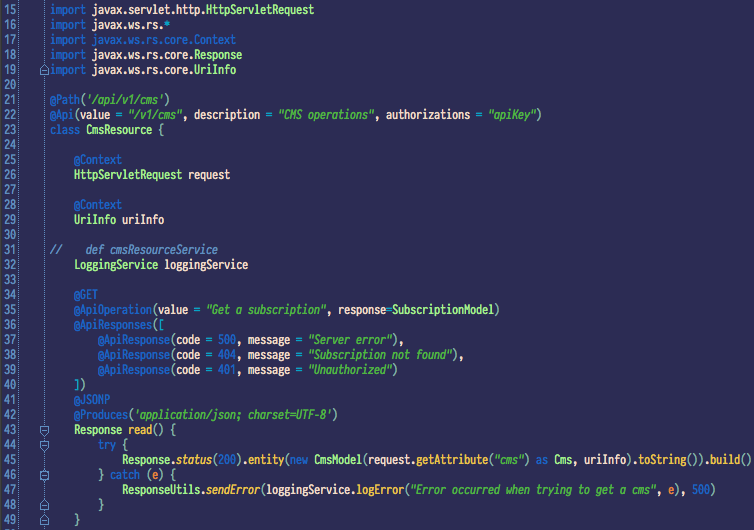 15 import javax.servlet.http.HttpServletRequest
16 import javax.ws.rs.*
17 import javax.ws.rs.core.Context
18 import javax.ws.rs.core.Response
19 import javax.ws.rs.core.UriInfo
20
21 @Path('/api/v1/cms')
22 @Api(value = "/v1/cms", description = "CMS operations", authorizations = "apiKey")
23 class CmsResource {
24
25     @Context
26     HttpServletRequest request
27
28     @Context
29     UriInfo uriInfo
30
31 //    def cmsResourceService
32     LoggingService loggingService
33
34     @GET
35     @ApiOperation(value = "Get a subscription", response=SubscriptionModel)
36     @ApiResponses([
37         @ApiResponse(code = 500, message = "Server error"),
38         @ApiResponse(code = 404, message = "Subscription not found"),
39         @ApiResponse(code = 401, message = "Unauthorized")
40     ])
41     @JSONP
42     @Produces('application/json; charset=UTF-8')
43     Response read() {
44         try {
45             Response.status(200).entity(new CmsModel(request.getAttribute("cms") as Cms, uriInfo).toString()).build()
46         } catch (e) {
47             ResponseUtils.sendError(loggingService.logError("Error occurred when trying to get a cms", e), 500)
48         }
49     }